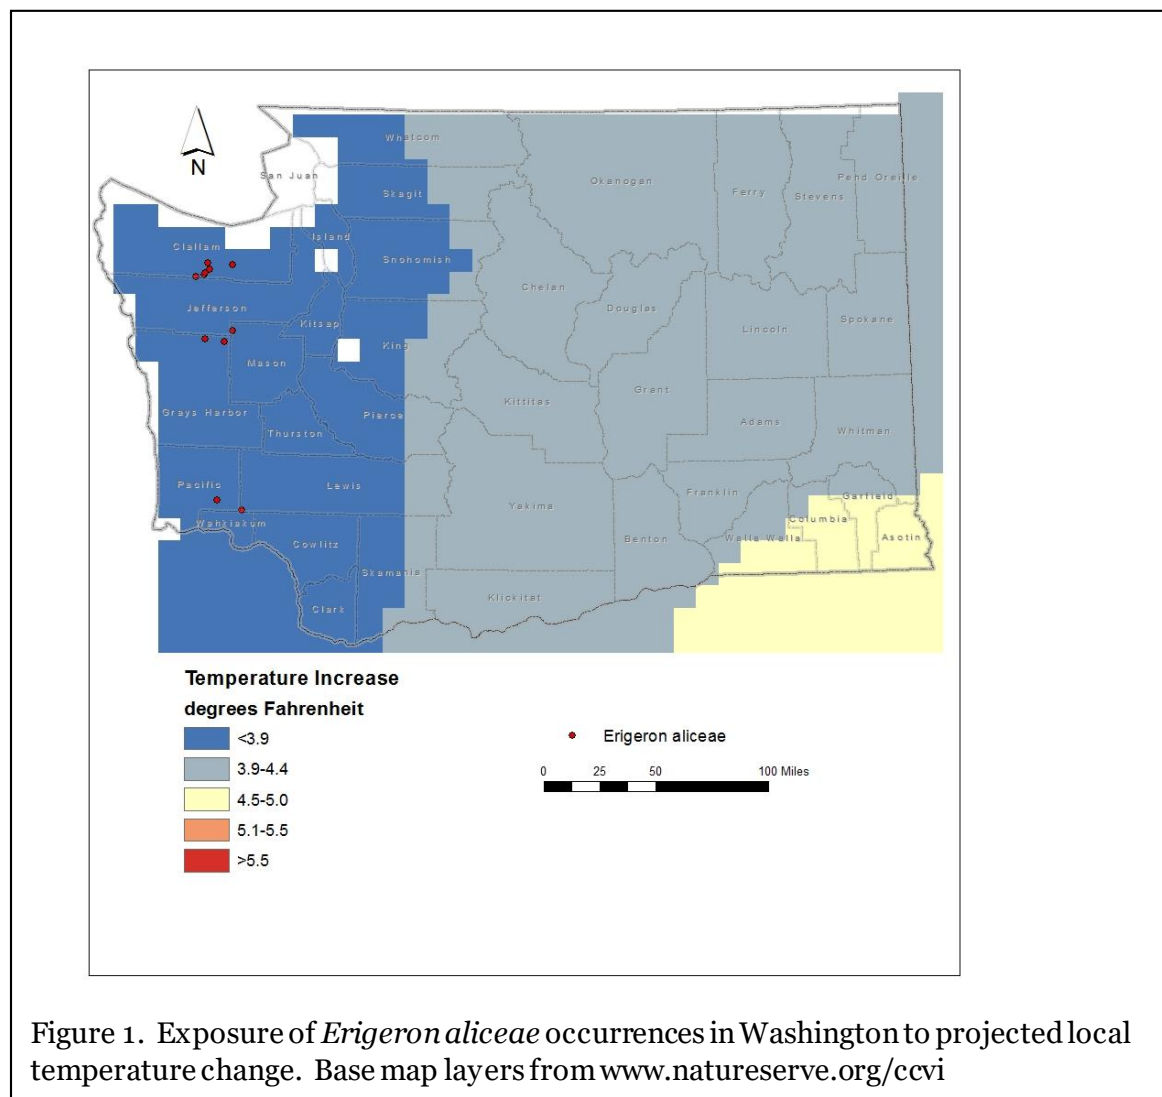 N
Whatcom
San Juan
Skagit
Okanogan
Ferry
Stevens
Pend Oreille
Clallam
Island
Snohomish
Chelan
Jefferson
Kitsap
Douglas
Lincoln
Spokane
King
Mason
Grant
Kittitas
Grays Harbor
Pierce
Thurston
Adams
Whitman
Pacific
Lewis
Yakima
Franklin
Garfield
Wahkiakum
Columbia
Cowlitz
Benton
Walla Walla
Asotin
Skamania
Klickitat
Clark
Temperature Increase
degrees Fahrenheit
<3.9
3.9-4.4
4.5-5.0
5.1-5.5
>5.5
Erigeron aliceae
0 25 50 100 Miles
Figure 1. Exposure of Erigeron aliceae occurrences in Washington to projected local
temperature change. Base map layers from www.natureserve.org/ccvi